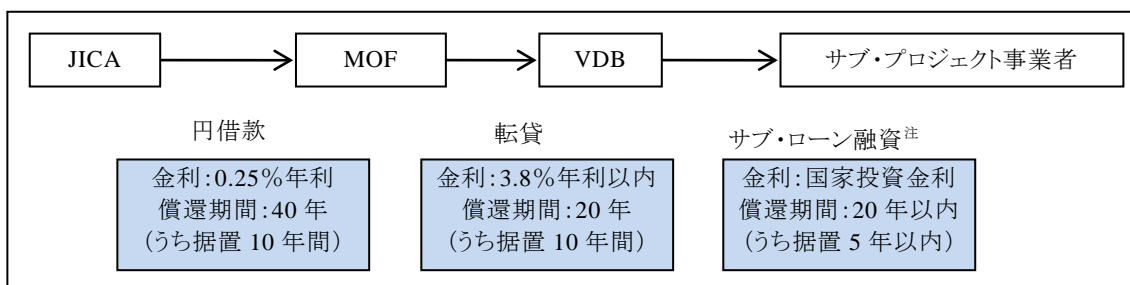 JICA
MOF
VDB
サブ・プロジェクト事業者
円借款
転貸
サブ・ローン融資注
金利:0.25%年利
償還期間:40 年
(うち据置 10 年間)
金利:3.8%年利以内
償還期間:20 年
(うち据置 10 年間)
金利:国家投資金利
償還期間:20 年以内
(うち据置 5 年以内)